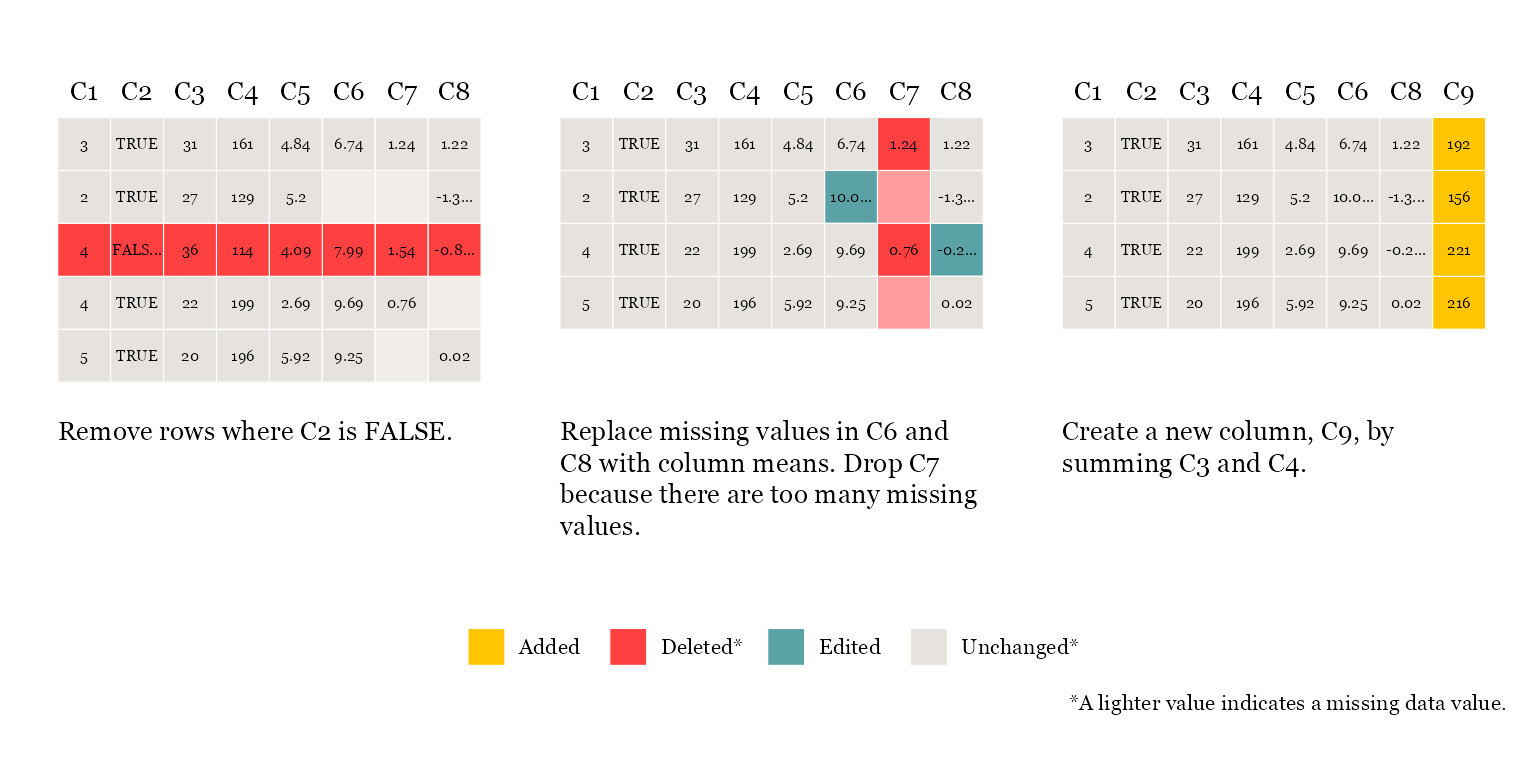 C1 C2 C3 C4 C5 C6 C7 C8
3 TRUE 31 161 4.84 6.74 1.24 1.22
2 TRUE 27 129 5.2 -1.3...
4 FALS... 36 114 4.09 7.99 1.54 -0.8...
4 TRUE 22 199 2.69 9.69 0.76
5 TRUE 20 196 5.92 9.25 0.02
Remove rows where C2 is FALSE.
C1 C2 C3 C4 C5 C6 C7 C8
3 TRUE 31 161 4.84 6.74 1.24 1.22
2 TRUE 27 129 5.2 10.0... -1.3...
4 TRUE 22 199 2.69 9.69 0.76 -0.2...
5 TRUE 20 196 5.92 9.25 0.02
Replace missing values in C6 and
C8 with column means. Drop C7
because there are too many missing
values.
C1 C2 C3 C4 C5 C6 C8 C9
3 TRUE 31 161 4.84 6.74 1.22 192
2 TRUE 27 129 5.2 10.0... -1.3... 156
4 TRUE 22 199 2.69 9.69 -0.2... 221
5 TRUE 20 196 5.92 9.25 0.02 216
Create a new column, C9, by
summing C3 and C4.
Added Deleted* Edited Unchanged*
*A lighter value indicates a missing data value.